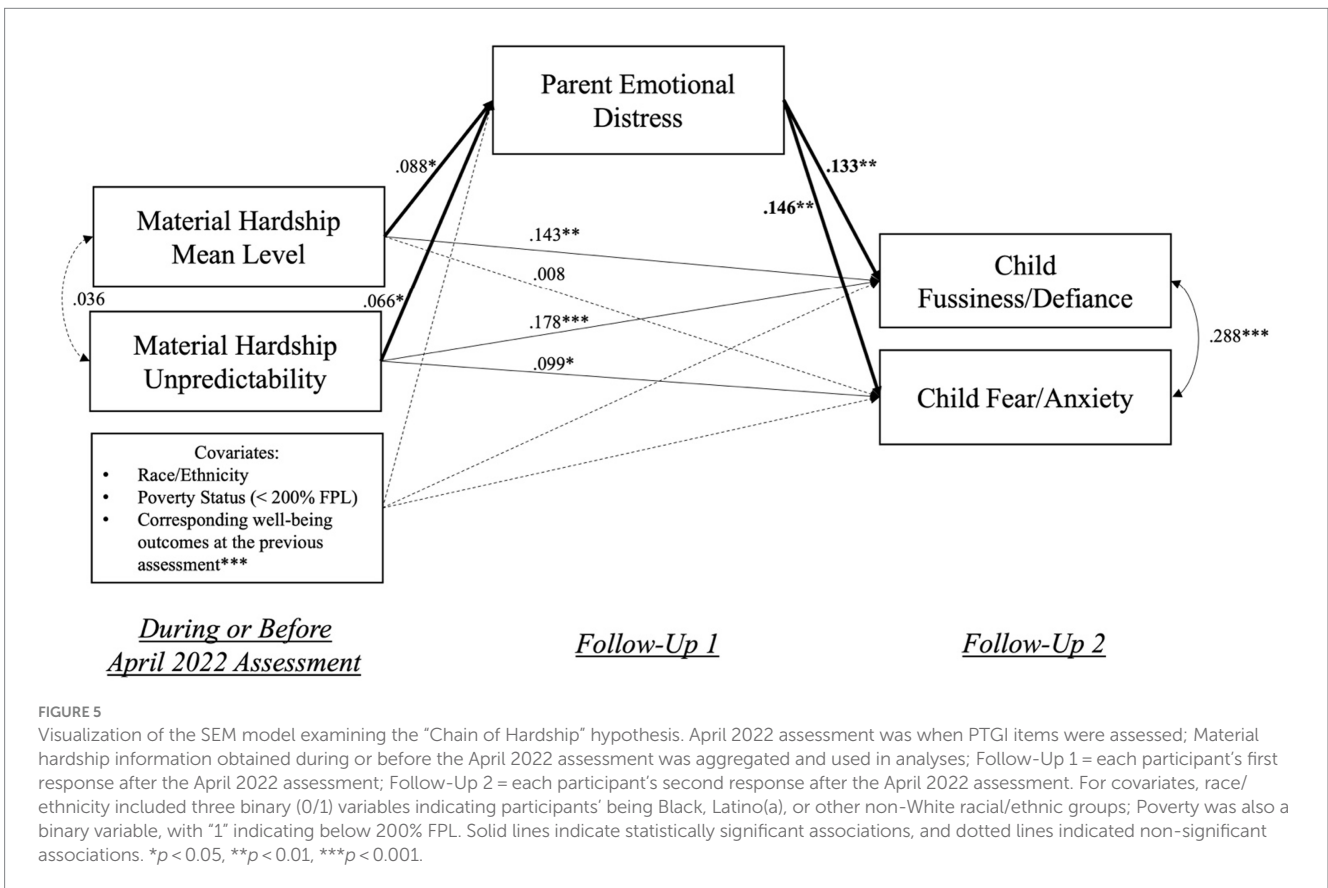 Parent Emotional
Distress
.088*
.133**
.146**
Material Hardship
Mean Level
.143**
.008
Child
Fussiness/Defiance
.036
.066*
.178***
.288***
Material Hardship
Unpredictability
.099*
Child Fear/Anxiety
Covariates:
• Race/Ethnicity
• Poverty Status (< 200% FPL)
• Corresponding well-being
outcomes at the previous
assessment***
During or Before
April 2022 Assessment
Follow-Up 1
Follow-Up 2
FIGURE 5
Visualization of the SEM model examining the “Chain of Hardship” hypothesis. April 2022 assessment was when PTGI items were assessed; Material
hardship information obtained during or before the April 2022 assessment was aggregated and used in analyses; Follow-Up 1 = each participant’s first
response after the April 2022 assessment; Follow-Up 2 = each participant’s second response after the April 2022 assessment. For covariates, race/
ethnicity included three binary (0/1) variables indicating participants’ being Black, Latino(a), or other non-White racial/ethnic groups; Poverty was also a
binary variable, with “1” indicating below 200% FPL. Solid lines indicate statistically significant associations, and dotted lines indicated non-significant
associations. *p < 0.05, **p < 0.01, ***p < 0.001.